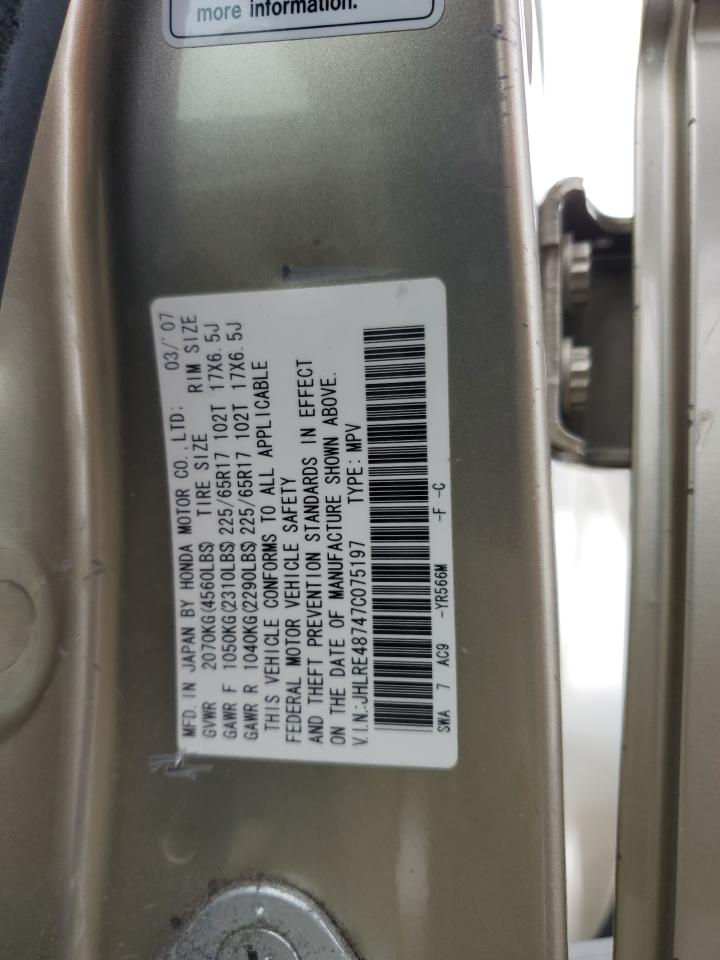 more information.
MFD. IN JAPAN BY HONDA MOTOR CO., LTD. 03/'07
GVWR 2070KG(4560LBS) TIRE SIZE RIM SIZE
GAWR F 1050KG(2310LBS) 225/65R17 102T 17X6.5J
GAWR R 1040KG(2290LBS) 225/65R17 102T 17X6.5J
THIS VEHICLE CONFORMS TO ALL APPLICABLE
FEDERAL MOTOR VEHICLE SAFETY
AND THEFT PREVENTION STANDARDS IN EFFECT
ON THE DATE OF MANUFACTURE SHOWN ABOVE.
V.I.N.:JHLRE48747C075197 TYPE: MPV
SWA 7 AC9 -YR566M -F -C